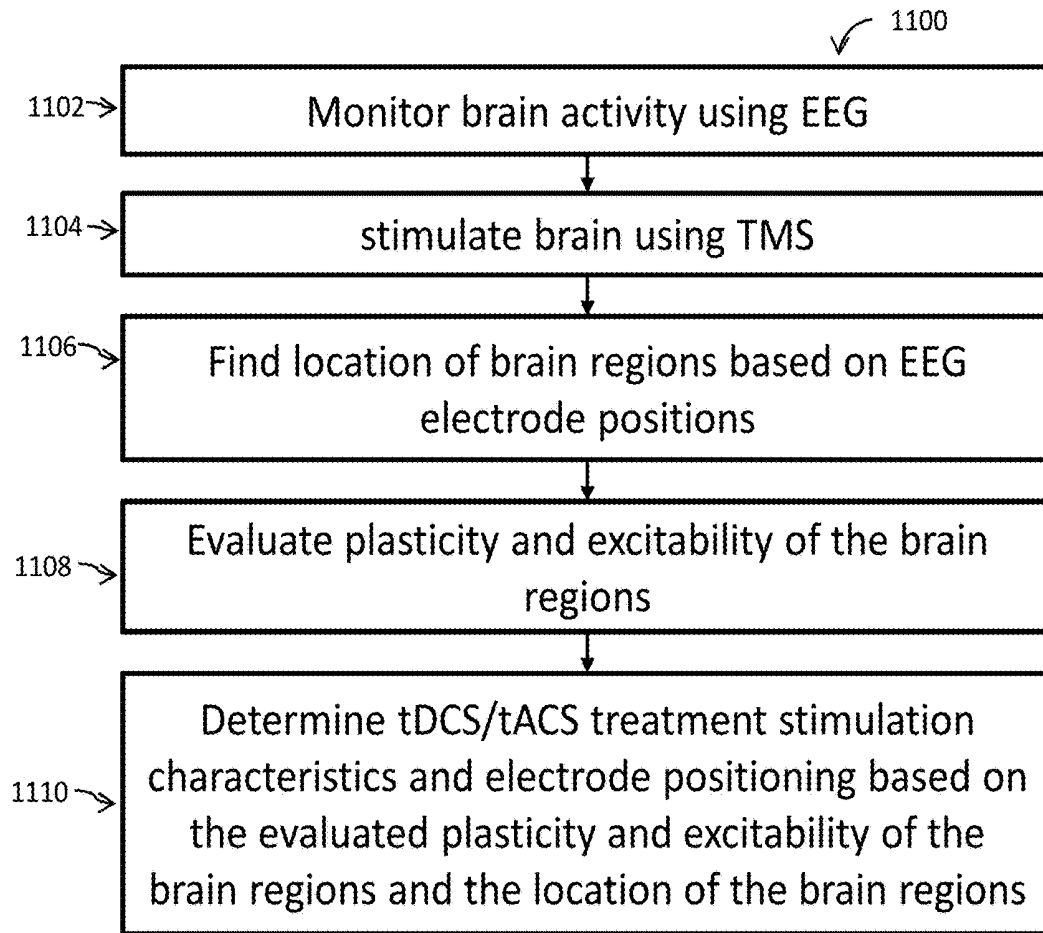 1100
1102
Monitor brain activity using EEG
1104
stimulate brain using TMS
1106
Find location of brain regions based on EEG
electrode positions
1108
Evaluate plasticity and excitability of the brain
regions
1110
Determine tDCS/tACS treatment stimulation
characteristics and electrode positioning based on
the evaluated plasticity and excitability of the
brain regions and the location of the brain regions